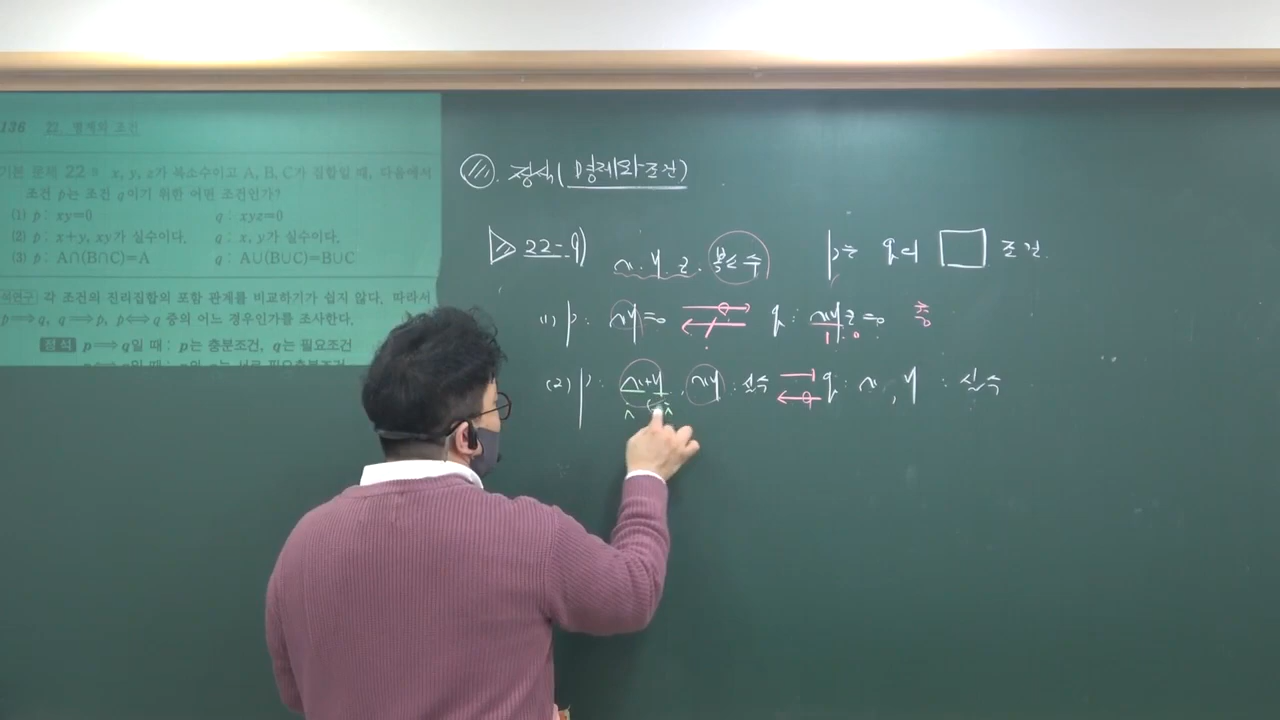 136 22. 명제와 조건
기본 문제 22-9 x, y, z가 복소수이고 A, B, C가 집합일 때, 다음에서
조건 p는 조건 q이기 위한 어떤 조건인가?
(1) p : xy=0 q : xyz=0
(2) p : x+y, xy가 실수이다. q : x, y가 실수이다.
(3) p : A∩(B∩C)=A q : A∪(B∪C)=B∪C
각 조건의 진리집합의 포함 관계를 비교하기가 쉽지 않다. 따라서
p⟹q, q⟹p, p⟺q 중의 어느 경우인가를 조사한다.
정석 p⟹q일 때 : p는 충분조건, q는 필요조건
정석(명제와 조건)
22-9) x, y, z. 복소수 p는 q의 □ 조건.
(1) p : xy=0 q : xyz=0 충
1 0
(2) p : x+y, xy : 실수 q : x, y : 실수